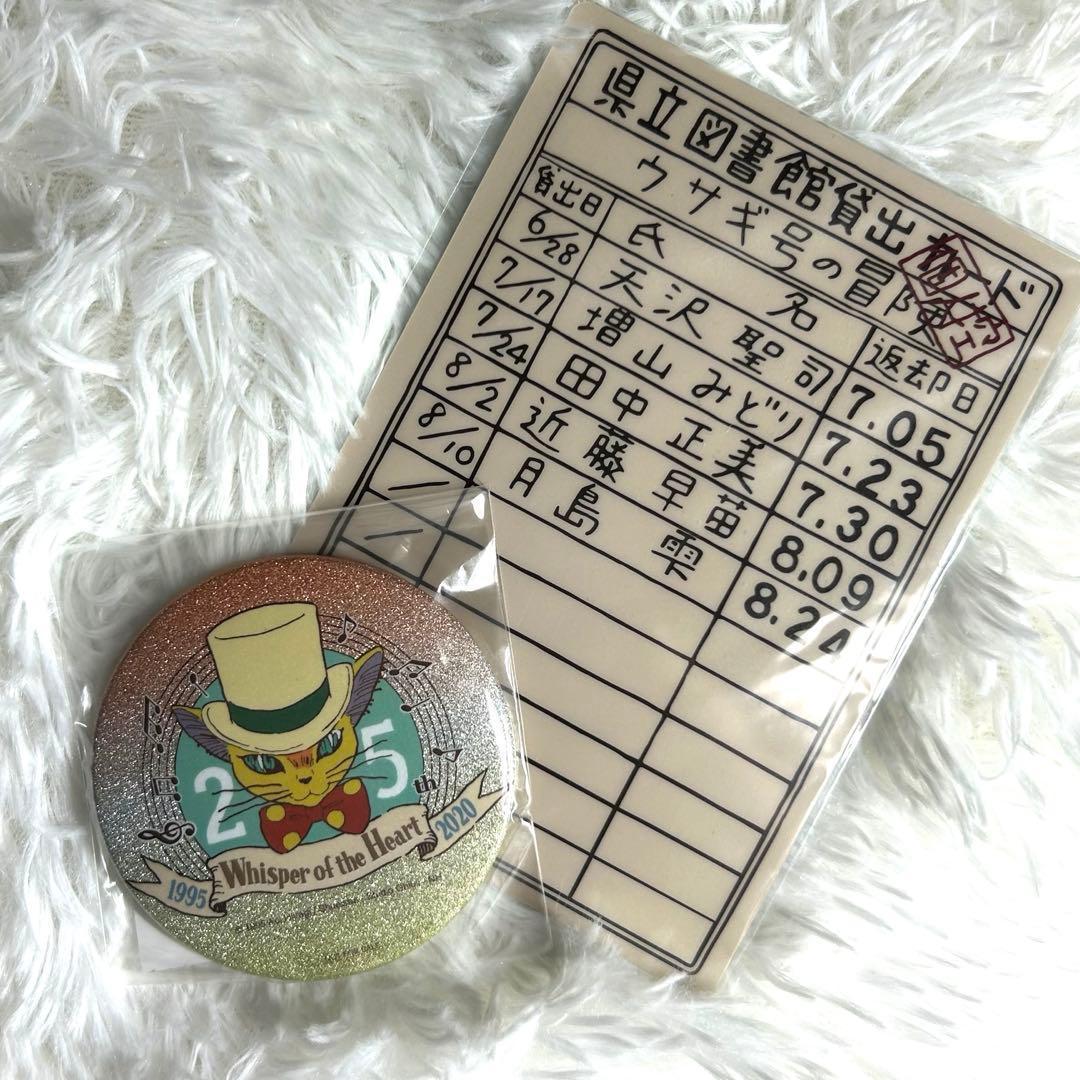 県立図書館貸出カード
ウサギ号の冒険
貸出日 氏名 返却日
6/28 天沢聖司 7.05
7/17 増山みどり 7.23
7/24 田中正美 7.30
8/2 近藤早苗 8.09
8/10 月島雫 8.24
/
/
25th
1995 Whisper of the Heart 2020